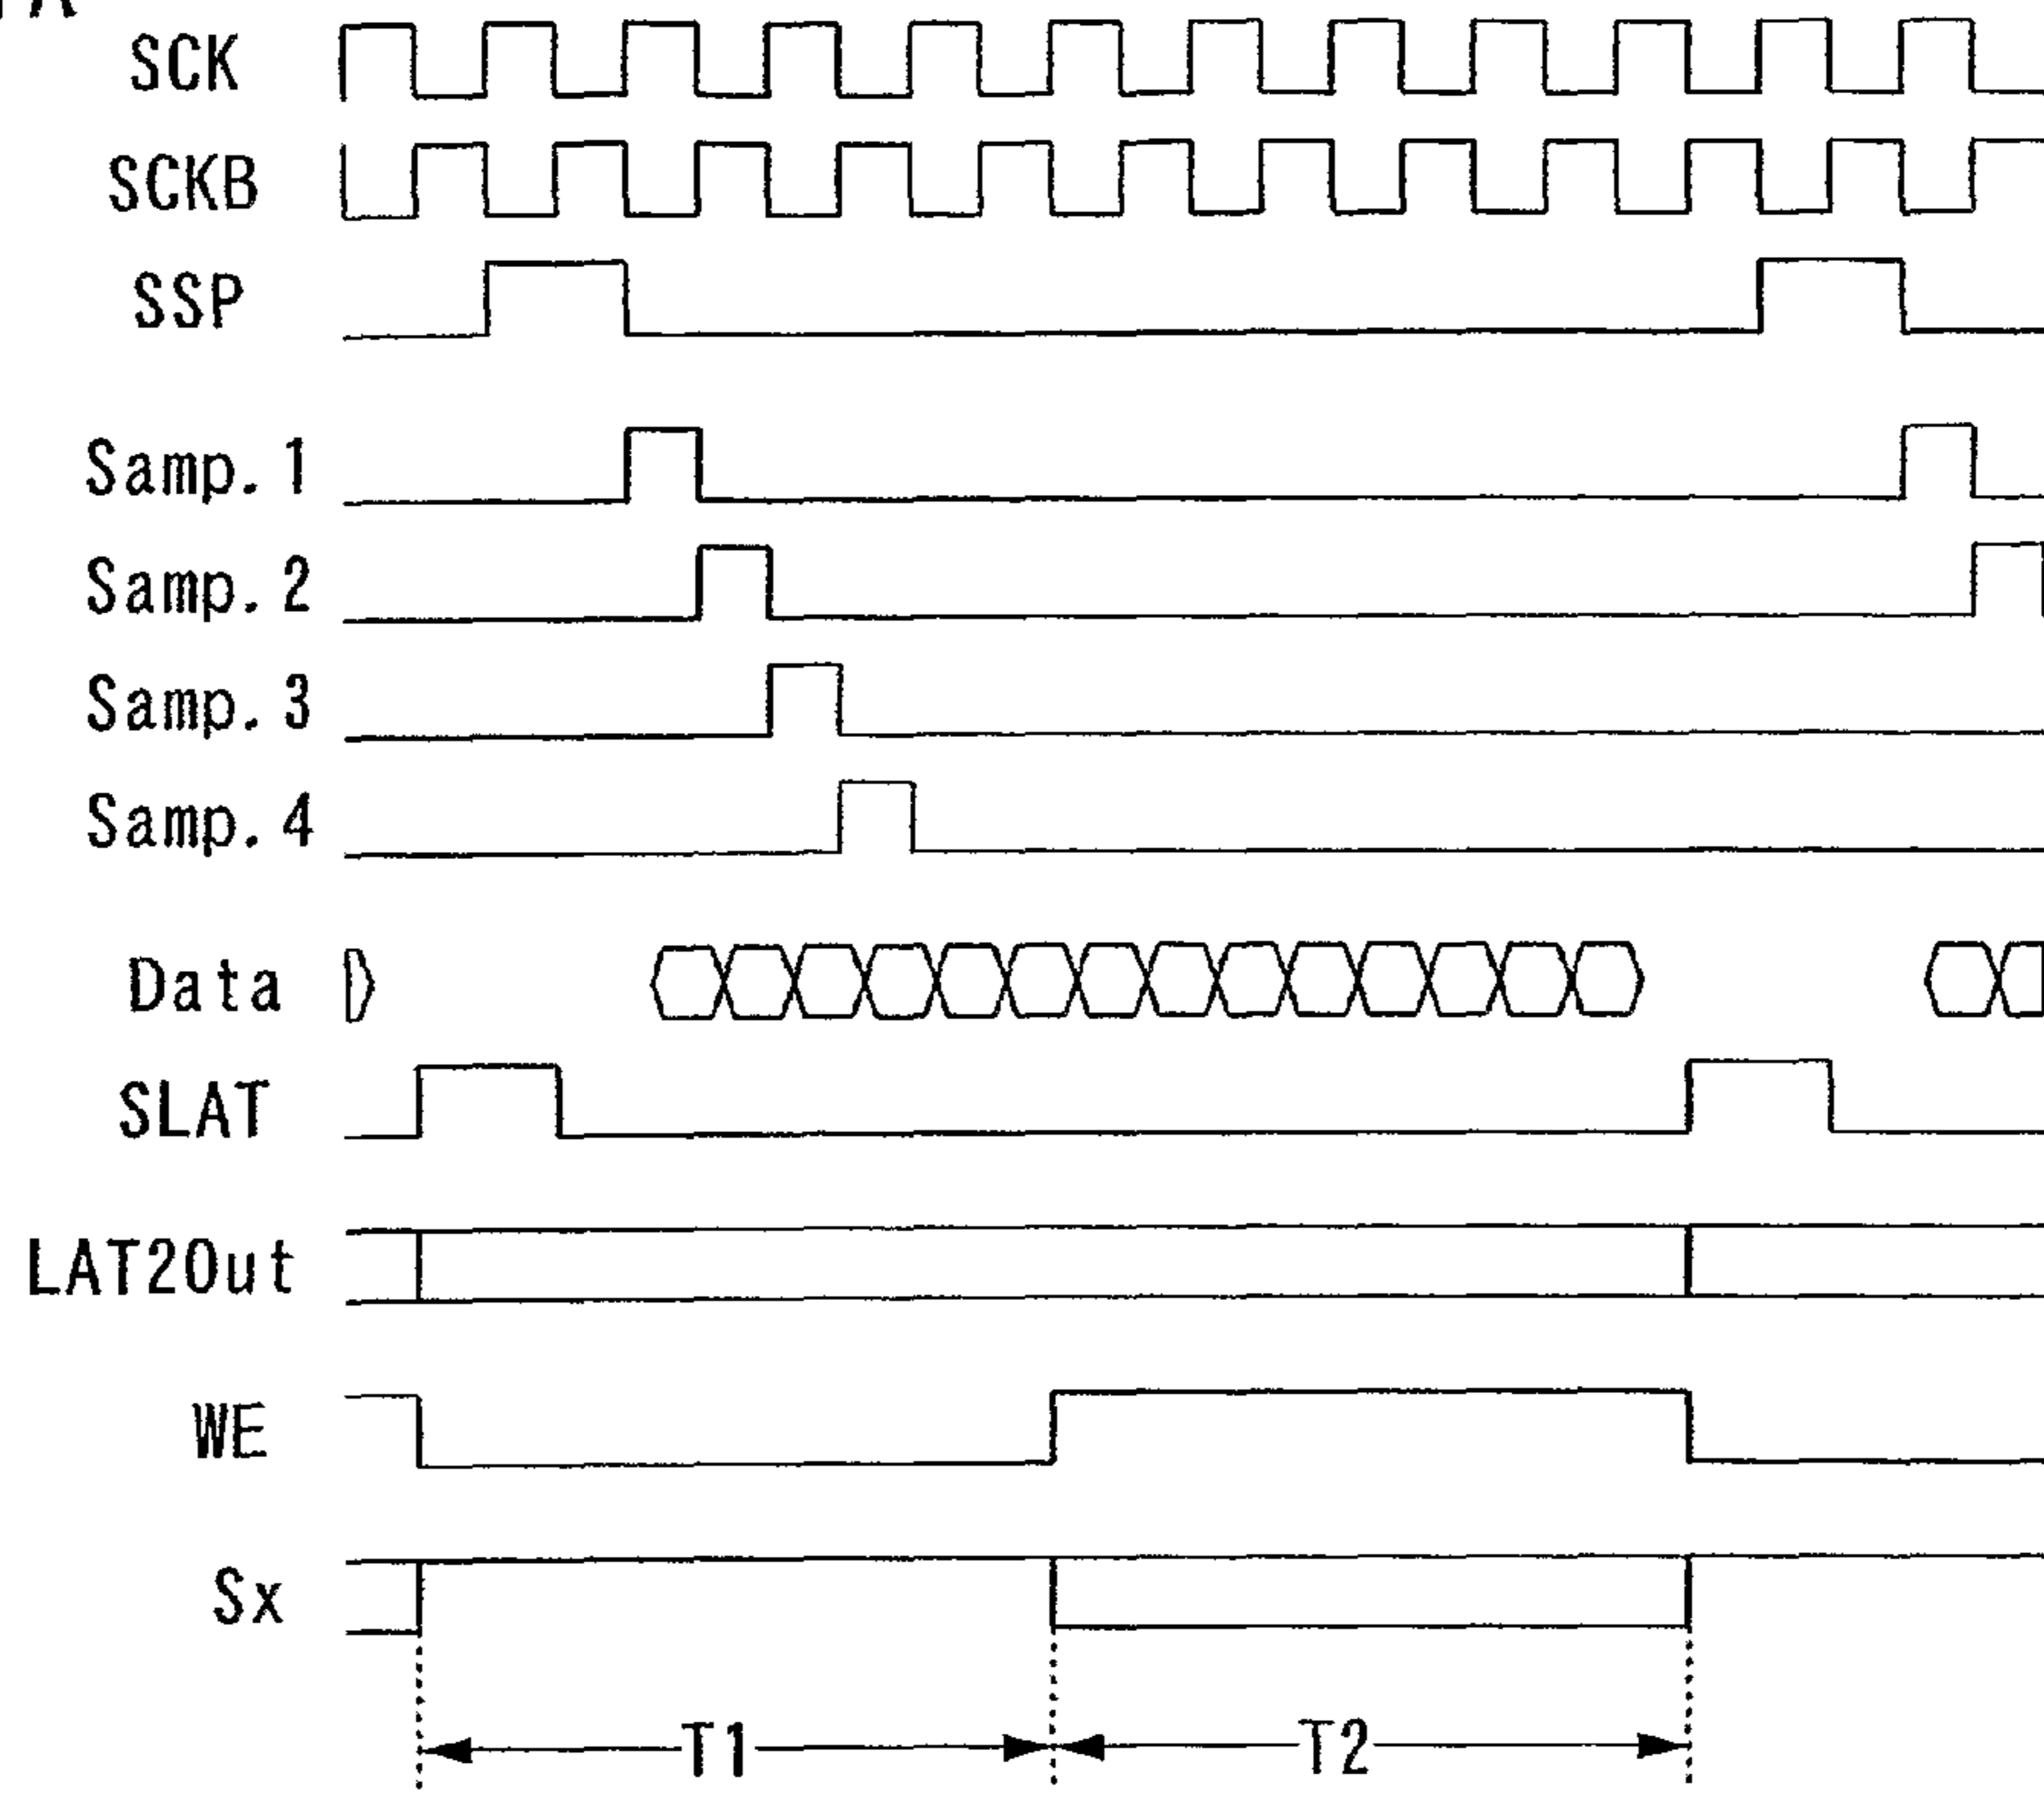 SCK
SCKB
SSP
Samp. 1
Samp. 2
Samp. 3
Samp. 4
Data
SLAT
LAT2Out
WE
Sx
T1 T2